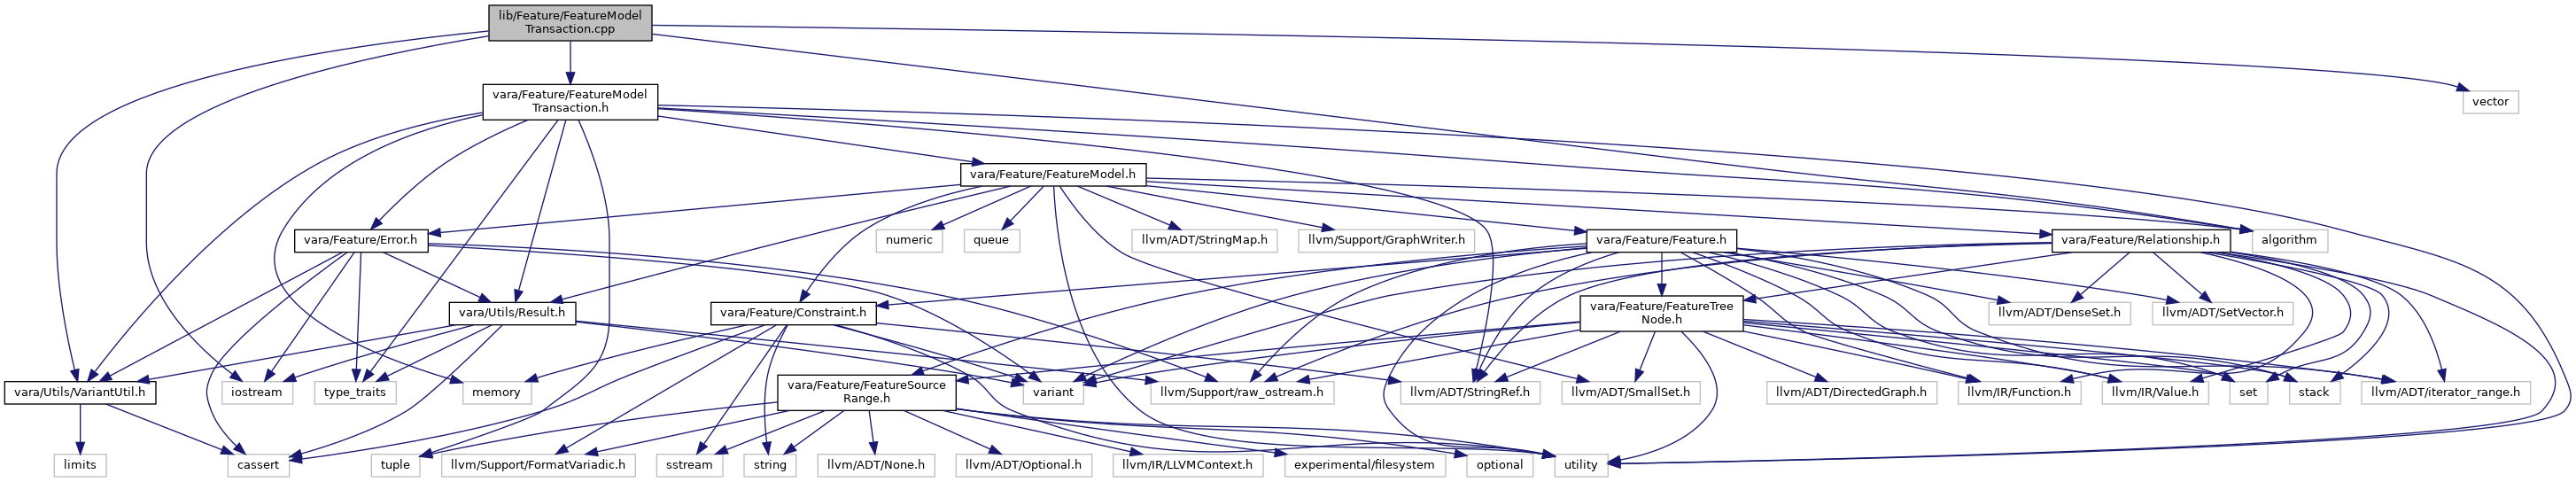 lib/Feature/FeatureModel
Transaction.cpp
vara/Feature/FeatureModel
Transaction.h
vector
vara/Feature/FeatureModel.h
vara/Feature/Error.h
numeric
queue
llvm/ADT/StringMap.h
llvm/Support/GraphWriter.h
vara/Feature/Feature.h
vara/Feature/Relationship.h
algorithm
vara/Utils/Result.h
vara/Feature/Constraint.h
vara/Feature/FeatureTree
Node.h
llvm/ADT/DenseSet.h
llvm/ADT/SetVector.h
vara/Utils/VariantUtil.h
iostream
type_traits
memory
vara/Feature/FeatureSource
Range.h
variant
llvm/Support/raw_ostream.h
llvm/ADT/StringRef.h
llvm/ADT/SmallSet.h
llvm/ADT/DirectedGraph.h
llvm/IR/Function.h
llvm/IR/Value.h
set
stack
llvm/ADT/iterator_range.h
limits
cassert
tuple
llvm/Support/FormatVariadic.h
sstream
string
llvm/ADT/None.h
llvm/ADT/Optional.h
llvm/IR/LLVMContext.h
experimental/filesystem
optional
utility